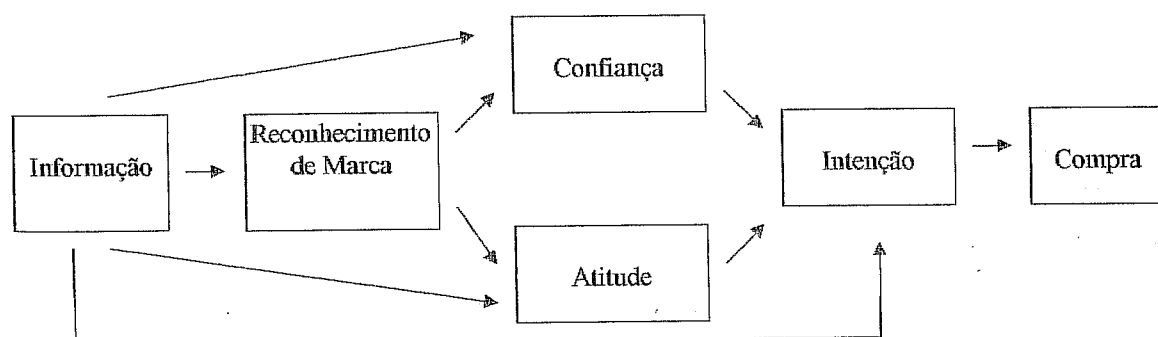 Confiança
Informação
Reconhecimento
de Marca
Intenção
Compra
Atitude